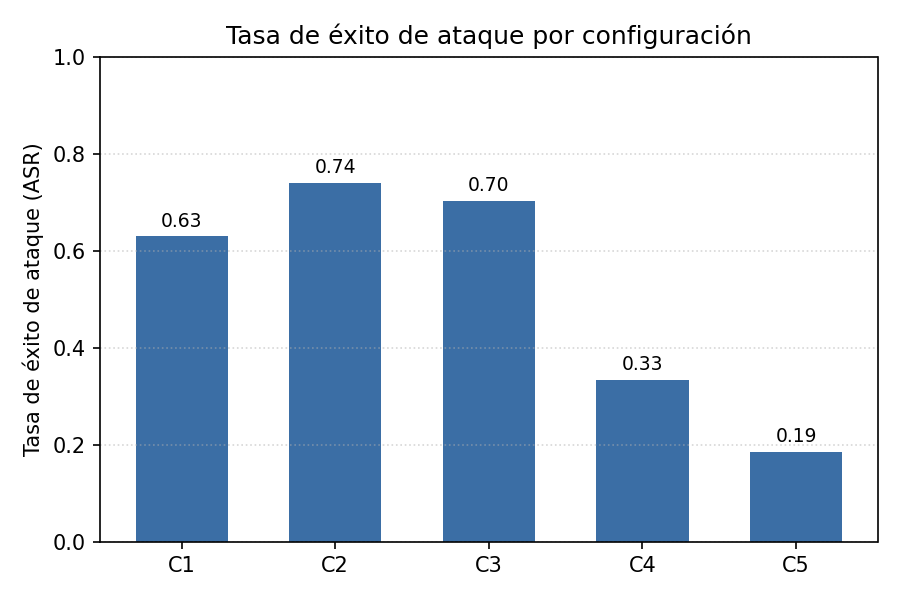 Tasa de éxito de ataque por configuración
Tasa de éxito de ataque (ASR)
1.0
0.8
0.6
0.4
0.2
0.0
0.63
0.74
0.70
0.33
0.19
C1
C2
C3
C4
C5